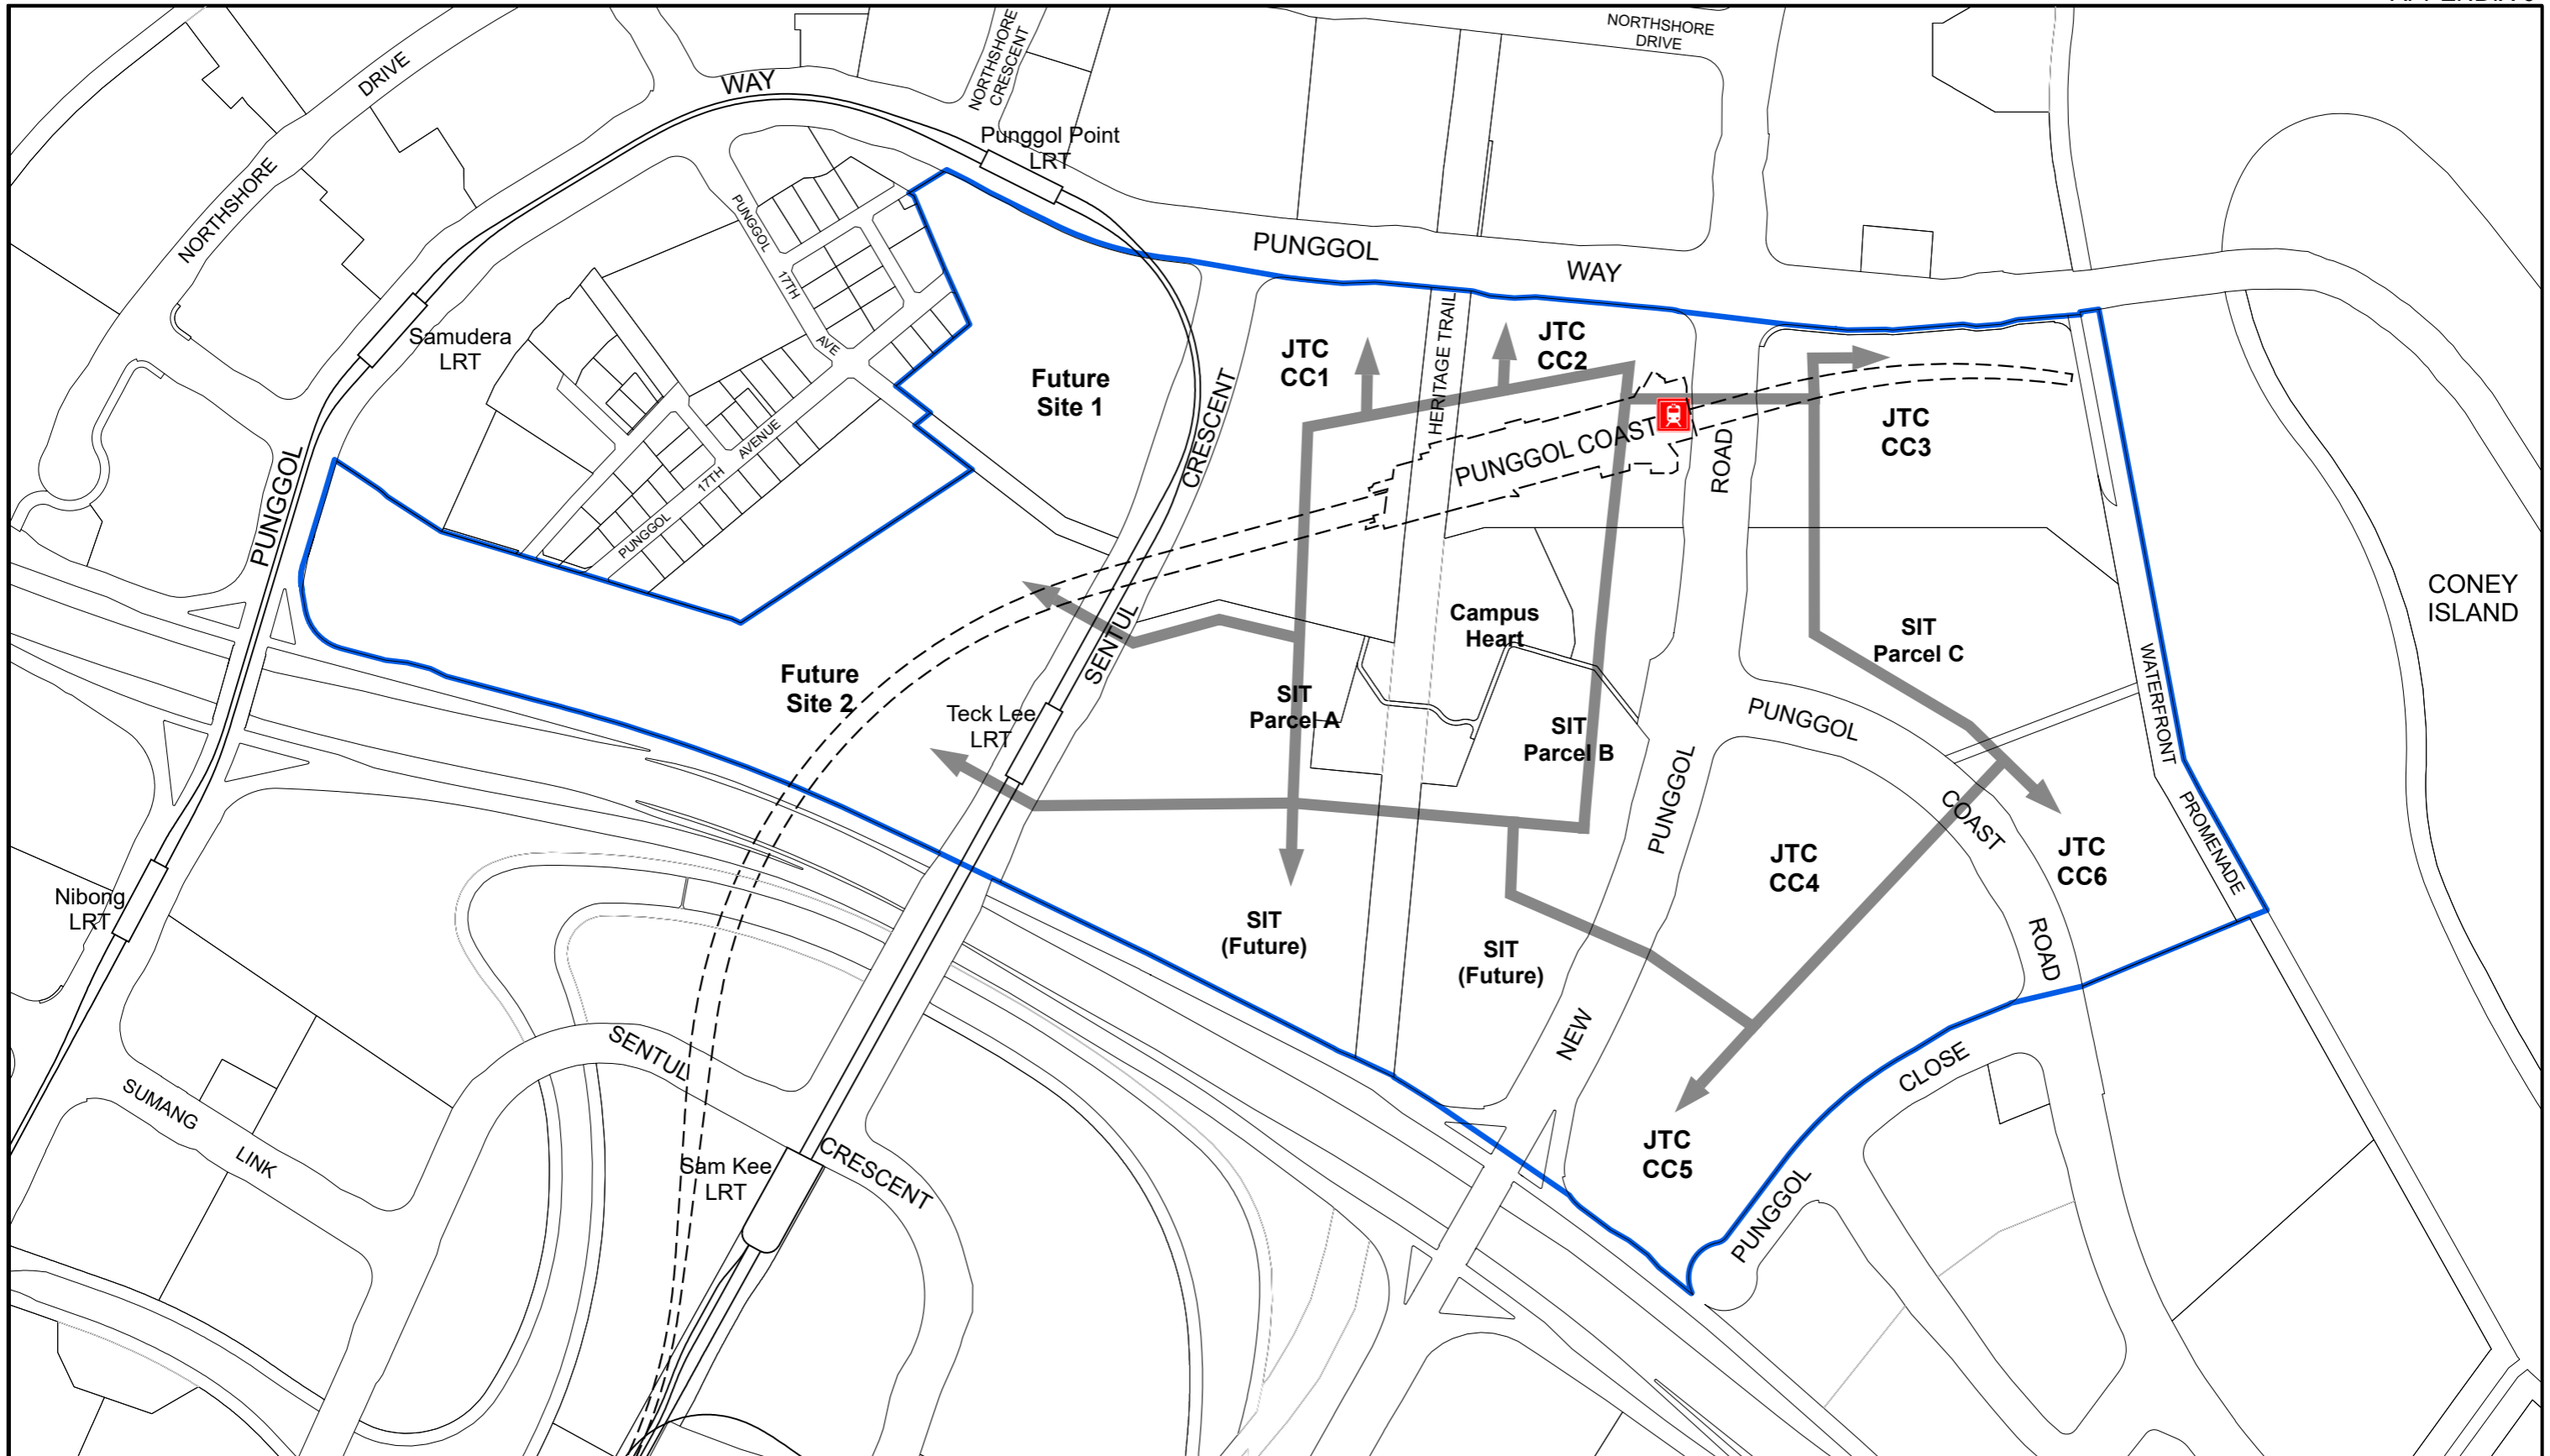 NORTHSHORE
DRIVE
WAY
NORTHSHORE
CRESCENT
NORTHSHORE
DRIVE
Punggol Point
LRT
PUNGGOL
WAY
PUNGGOL
17TH
AVE
Samudera
LRT
Future
Site 1
CRESCENT
JTC
CC1
HERITAGE TRAIL
JTC
CC2
PUNGGOL COAST
ROAD
JTC
CC3
PUNGGOL
PUNGGOL
17TH
AVENUE
CONEY
ISLAND
Campus
Heart
SIT
Parcel C
SENTUL
Future
Site 2
Teck Lee
LRT
SIT
Parcel A
SIT
Parcel B
PUNGGOL
COAST
ROAD
WATERFRONT
PROMENADE
NEW
PUNGGOL
JTC
CC4
JTC
CC6
Nibong
LRT
SIT
(Future)
SIT
(Future)
SENTUL
CRESCENT
SUMANG
LINK
Sam Kee
LRT
JTC
CC5
PUNGGOL
CLOSE